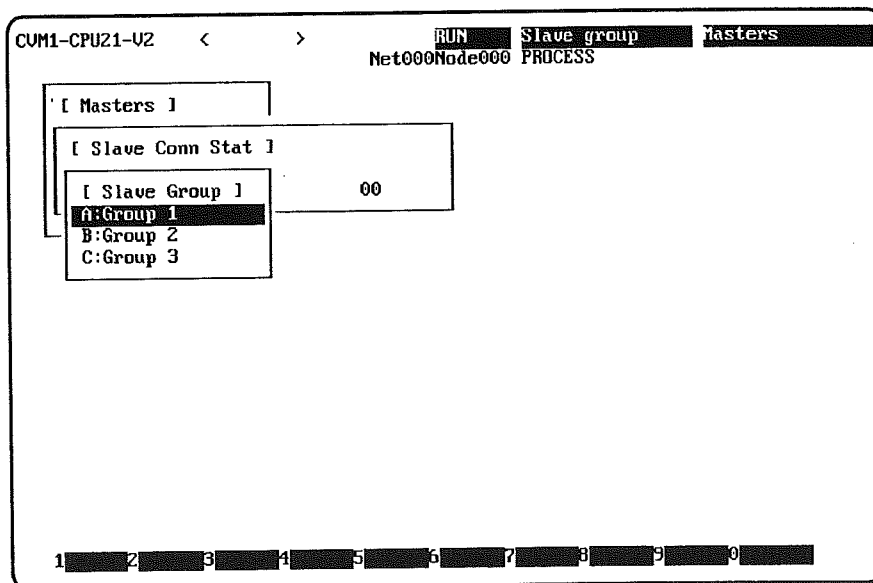 CVM1-CPU21-V2 < > RUN Slave group Masters
Net000Node000 PROCESS
[ Masters ]
[ Slave Conn Stat ]
[ Slave Group ] 00
A:Group 1
B:Group 2
C:Group 3
1 2 3 4 5 6 7 8 9 0